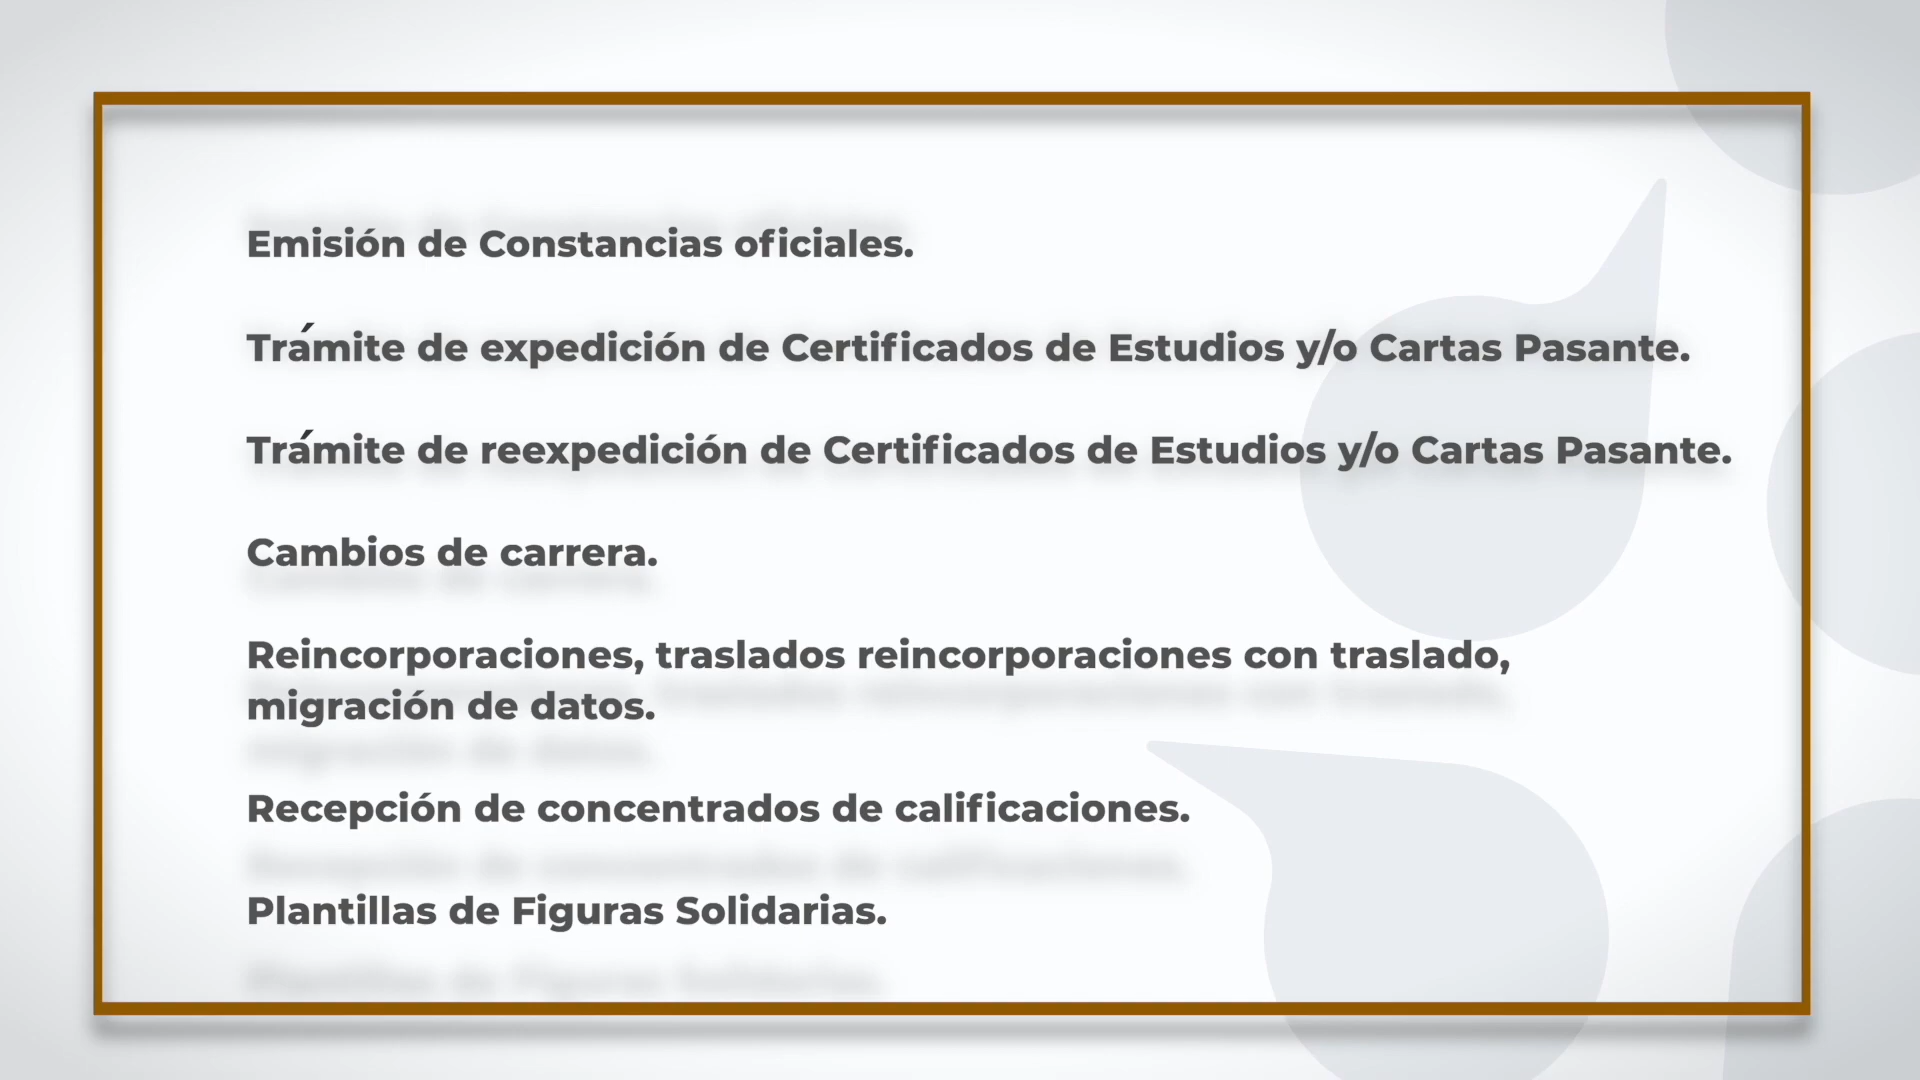 Emisión de Constancias oficiales.
Trámite de expedición de Certificados de Estudios y/o Cartas Pasante.
Trámite de reexpedición de Certificados de Estudios y/o Cartas Pasante.
Cambios de carrera.
Reincorporaciones, traslados reincorporaciones con traslado,
migración de datos.
Recepción de concentrados de calificaciones.
Plantillas de Figuras Solidarias.